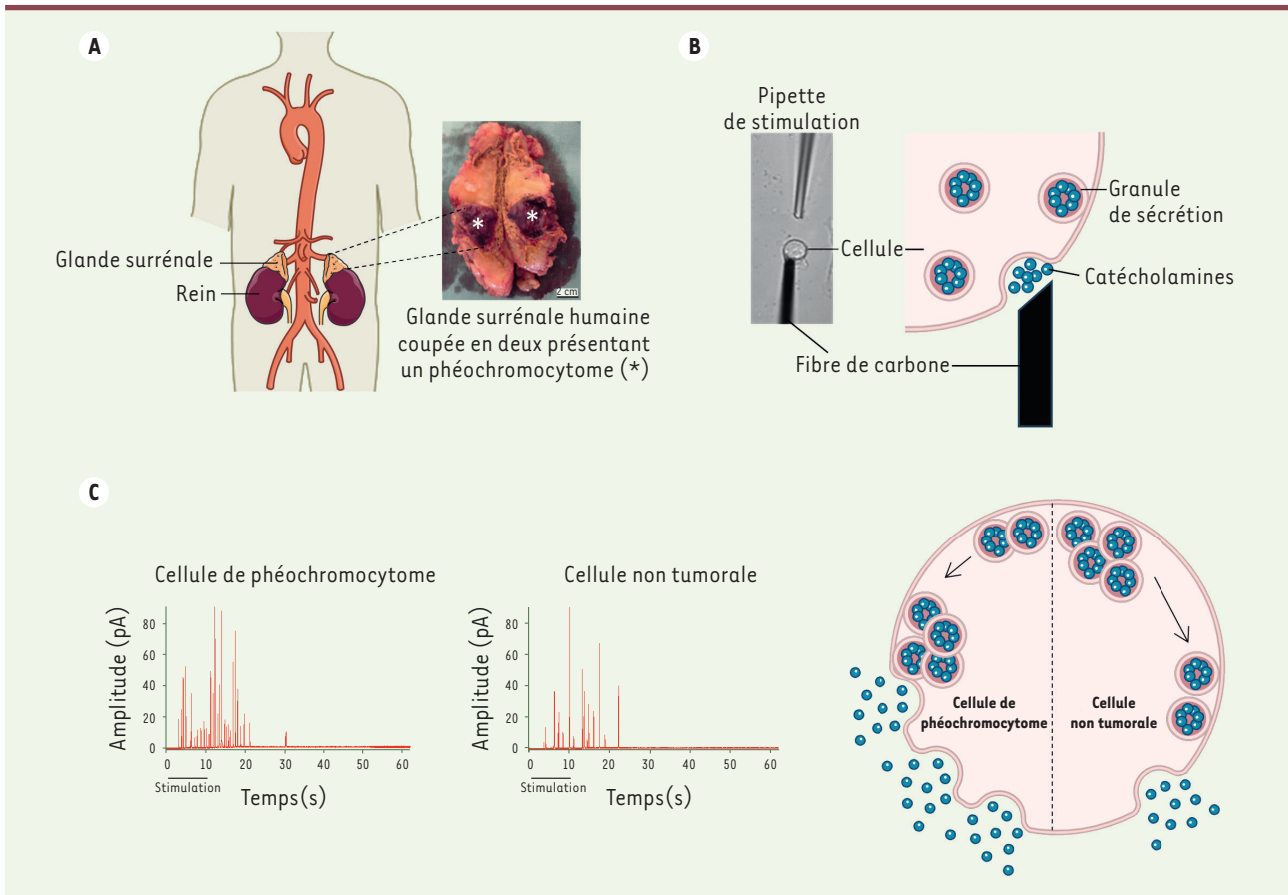 A
Glande surrénale
Rein
2 cm
Glande surrénale humaine
coupée en deux présentant
un phéochromocytome (*)
*
*
B
Pipette
de stimulation
Cellule
Fibre de carbone
Granule
de sécrétion
Catécholamines
C
Cellule de phéochromocytome
Amplitude (pA)
80
60
40
20
0
0 10 20 30 40 50 60
Stimulation
Temps(s)
Cellule non tumorale
Amplitude (pA)
80
60
40
20
0
0 10 20 30 40 50 60
Stimulation
Temps(s)
Cellule de
phéochromocytome
Cellule
non tumorale